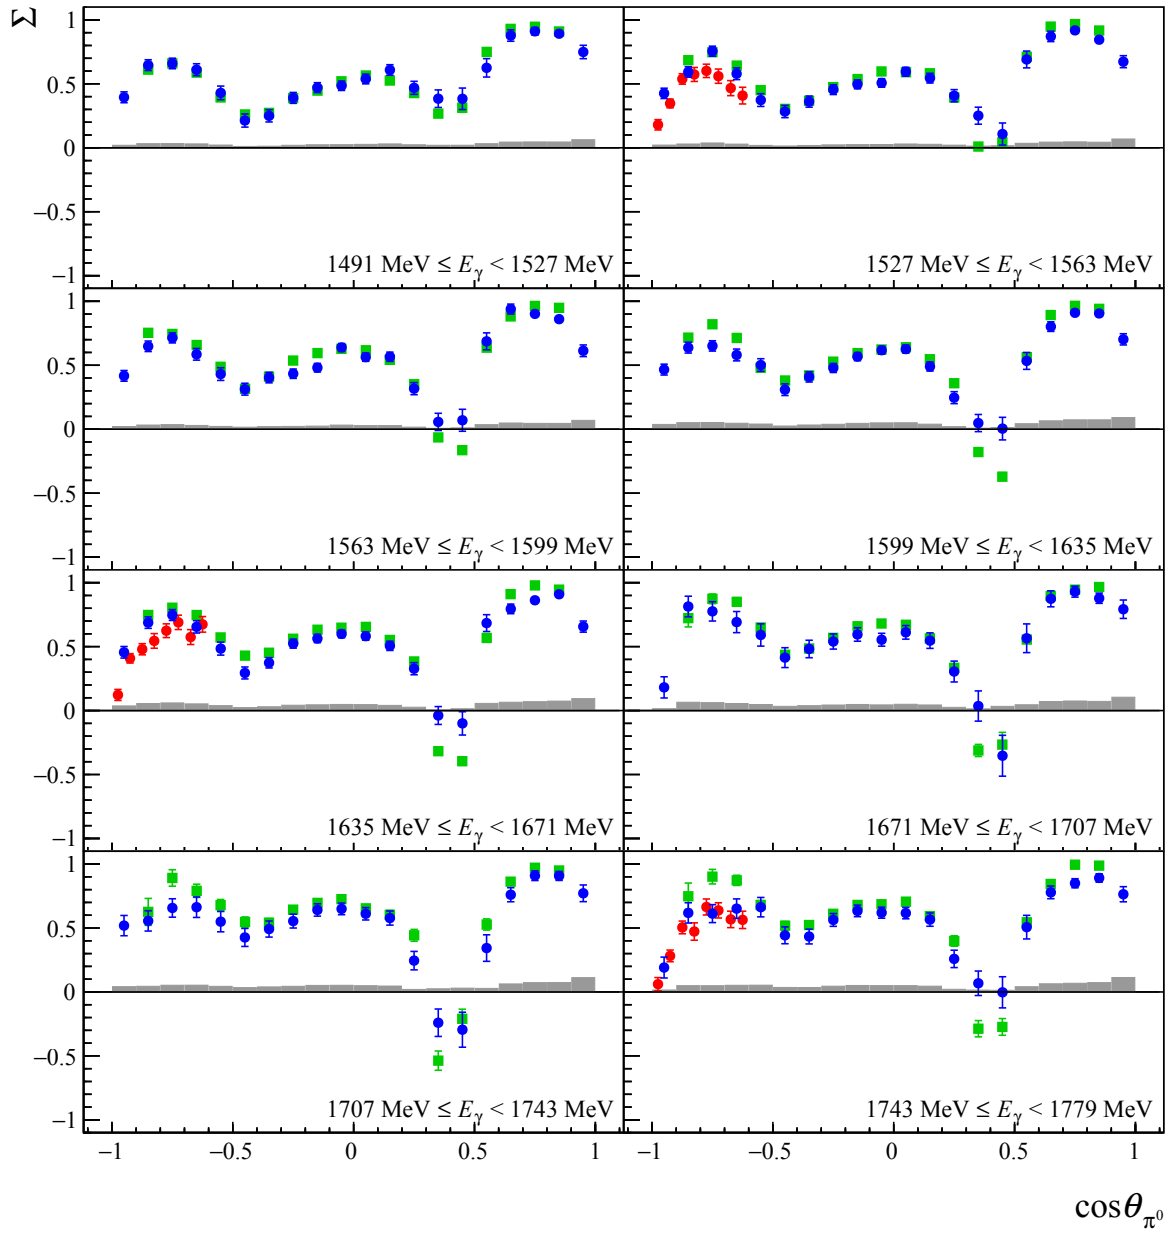 Σ
1
0.5
0
−0.5
−1
1491 MeV ≤ Eγ < 1527 MeV
1527 MeV ≤ Eγ < 1563 MeV
1
0.5
0
−0.5
−1
1563 MeV ≤ Eγ < 1599 MeV
1599 MeV ≤ Eγ < 1635 MeV
1
0.5
0
−0.5
−1
1635 MeV ≤ Eγ < 1671 MeV
1671 MeV ≤ Eγ < 1707 MeV
1
0.5
0
−0.5
−1
1707 MeV ≤ Eγ < 1743 MeV
1743 MeV ≤ Eγ < 1779 MeV
−1 −0.5 0 0.5 1 −1 −0.5 0 0.5 1
cosθπ⁰